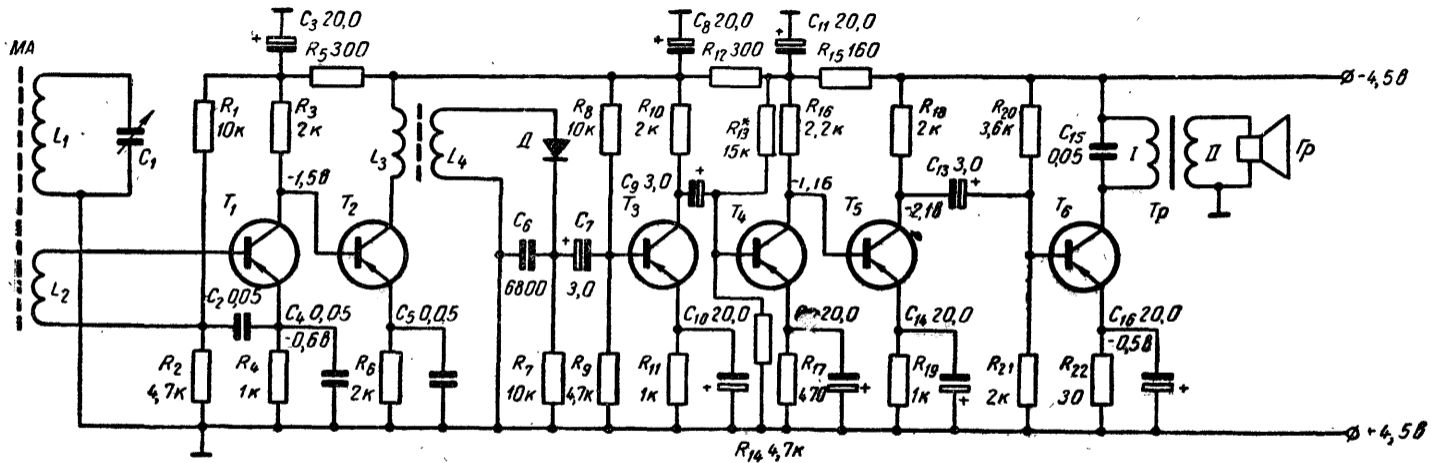 МА
C₃ 20,0
C₈ 20,0
C₁₁ 20,0
R₅ 300
R₁₂ 300
R₁₅ 160
-4,5в
R₁
10к
R₃
2к
L₁
C₁
L₃
L₄
Д
R₈
10к
R₁₀
2к
R₁₃*
15к
R₁₆
2,2к
R₁₈
2к
R₂₀
3,6к
C₁₅
0,05
I
II
Гр
Тр
-1,5в
T₁
T₂
C₆
6800
C₇
3,0
C₉ 3,0
T₃
T₄
-1,1б
T₅
-2,1в
C₁₃ 3,0
T₆
L₂
C₂ 0,05
C₄ 0,05
-0,6в
C₅ 0,05
C₁₀ 20,0
20,0
C₁₄ 20,0
C₁₆ 20,0
-0,5в
R₂
4,7к
R₄
1к
R₆
2к
R₇
10к
R₉
4,7к
R₁₁
1к
R₁₇
470
R₁₉
1к
R₂₁
2к
R₂₂
30
R₁₄ 4,7к
+4,5в